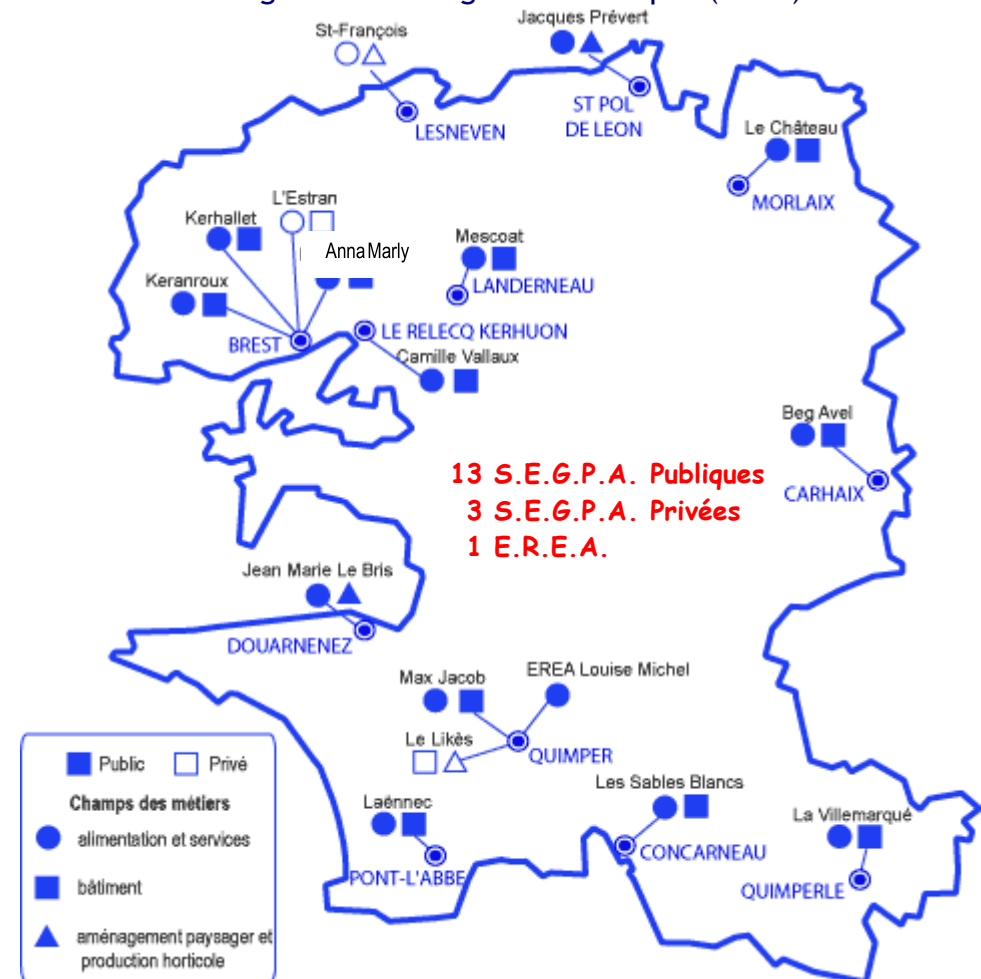 St-François
Jacques Prévert
LESNEVEN
ST POL
DE LEON
Le Château
MORLAIX
L'Estran
Kerhallet
Anna Marly
Mescoat
Keranroux
LANDERNEAU
BREST
LE RELECQ KERHUON
Camille Vallaux
Beg Avel
CARHAIX
13 S.E.G.P.A. Publiques
3 S.E.G.P.A. Privées
1 E.R.E.A.
Jean Marie Le Bris
DOUARNENEZ
Max Jacob
EREA Louise Michel
Le Likès
QUIMPER
Les Sables Blancs
Laënnec
La Villemarqué
CONCARNEAU
PONT-L'ABBE
QUIMPERLE
Public
Privé
Champs des métiers
alimentation et services
bâtiment
aménagement paysager et
production horticole